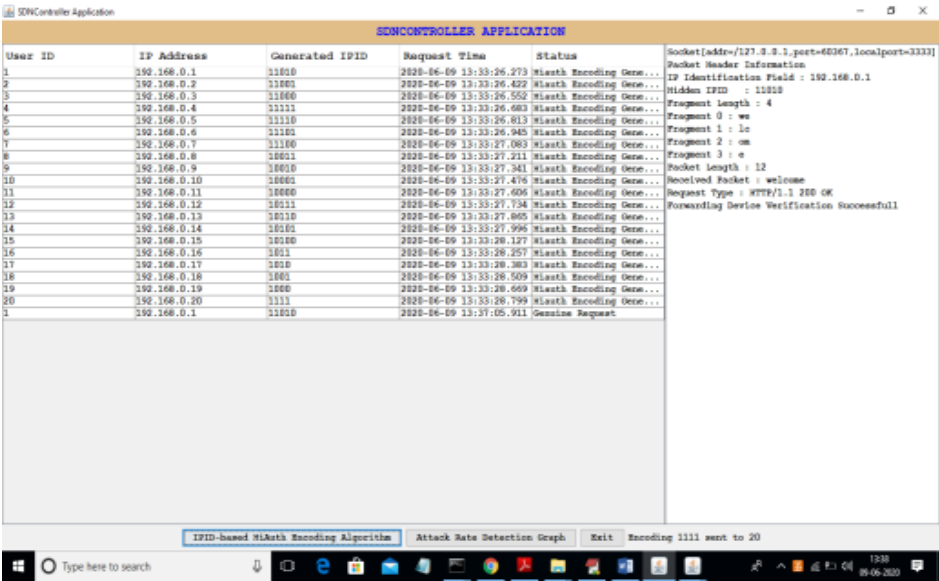 SDNController Application
SDNCONTROLLER APPLICATION
User ID IP Address Generated IPID Request Time Status
1 192.168.0.1 11010 2020-06-09 13:33:26.273 Hiauth Encoding Gene...
2 192.168.0.2 11001 2020-06-09 13:33:26.422 Hiauth Encoding Gene...
3 192.168.0.3 11000 2020-06-09 13:33:26.552 Hiauth Encoding Gene...
4 192.168.0.4 11111 2020-06-09 13:33:26.683 Hiauth Encoding Gene...
5 192.168.0.5 11110 2020-06-09 13:33:26.813 Hiauth Encoding Gene...
6 192.168.0.6 11101 2020-06-09 13:33:26.945 Hiauth Encoding Gene...
7 192.168.0.7 11100 2020-06-09 13:33:27.083 Hiauth Encoding Gene...
8 192.168.0.8 10011 2020-06-09 13:33:27.211 Hiauth Encoding Gene...
9 192.168.0.9 10010 2020-06-09 13:33:27.341 Hiauth Encoding Gene...
10 192.168.0.10 10001 2020-06-09 13:33:27.476 Hiauth Encoding Gene...
11 192.168.0.11 10000 2020-06-09 13:33:27.606 Hiauth Encoding Gene...
12 192.168.0.12 10111 2020-06-09 13:33:27.734 Hiauth Encoding Gene...
13 192.168.0.13 10110 2020-06-09 13:33:27.865 Hiauth Encoding Gene...
14 192.168.0.14 10101 2020-06-09 13:33:27.996 Hiauth Encoding Gene...
15 192.168.0.15 10100 2020-06-09 13:33:28.127 Hiauth Encoding Gene...
16 192.168.0.16 1011 2020-06-09 13:33:28.257 Hiauth Encoding Gene...
17 192.168.0.17 1010 2020-06-09 13:33:28.383 Hiauth Encoding Gene...
18 192.168.0.18 1001 2020-06-09 13:33:28.509 Hiauth Encoding Gene...
19 192.168.0.19 1000 2020-06-09 13:33:28.669 Hiauth Encoding Gene...
20 192.168.0.20 1111 2020-06-09 13:33:28.799 Hiauth Encoding Gene...
1 192.168.0.1 11010 2020-06-09 13:37:05.911 Genuine Request
Socket[addr=/127.0.0.1,port=60367,localport=3333]
Packet Header Information
IP Identification Field : 192.168.0.1
Hidden IPID : 11010
Fragment Length : 4
Fragment 0 : we
Fragment 1 : lc
Fragment 2 : om
Fragment 3 : e
Packet Length : 12
Received Packet : welcome
Request Type : HTTP/1.1 200 OK
Forwarding Device Verification Successfull
IPID-based HiAuth Encoding Algorithm Attack Rate Detection Graph Exit Encoding 1111 sent to 20
Type here to search
13:38
09-06-2020